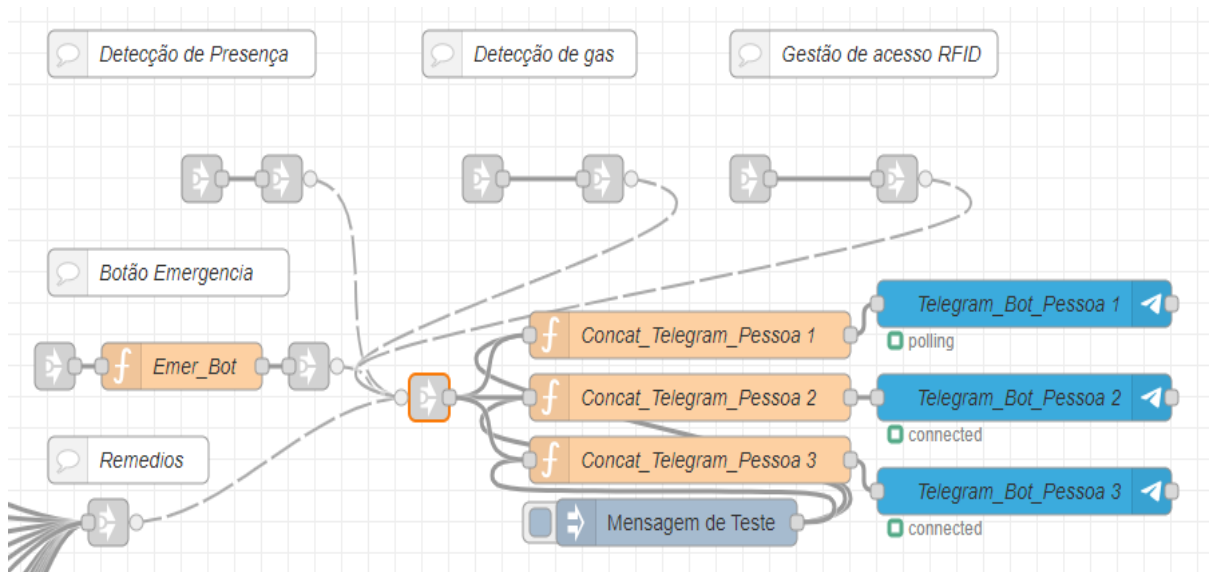 Detecção de Presença
Detecção de gas
Gestão de acesso RFID
Botão Emergencia
Emer_Bot
Remedios
Concat_Telegram_Pessoa 1
Telegram_Bot_Pessoa 1
polling
Concat_Telegram_Pessoa 2
Telegram_Bot_Pessoa 2
connected
Concat_Telegram_Pessoa 3
Telegram_Bot_Pessoa 3
connected
Mensagem de Teste